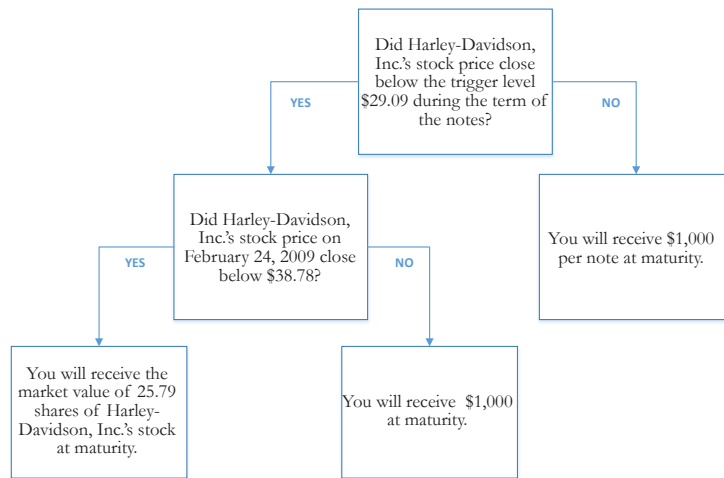 Did Harley-Davidson,
Inc.'s stock price close
below the trigger level
$29.09 during the term of
the notes?
YES
NO
Did Harley-Davidson,
Inc.'s stock price on
February 24, 2009 close
below $38.78?
You will receive $1,000
per note at maturity.
YES
NO
You will receive the
market value of 25.79
shares of Harley-
Davidson, Inc.'s stock
at maturity.
You will receive $1,000
at maturity.